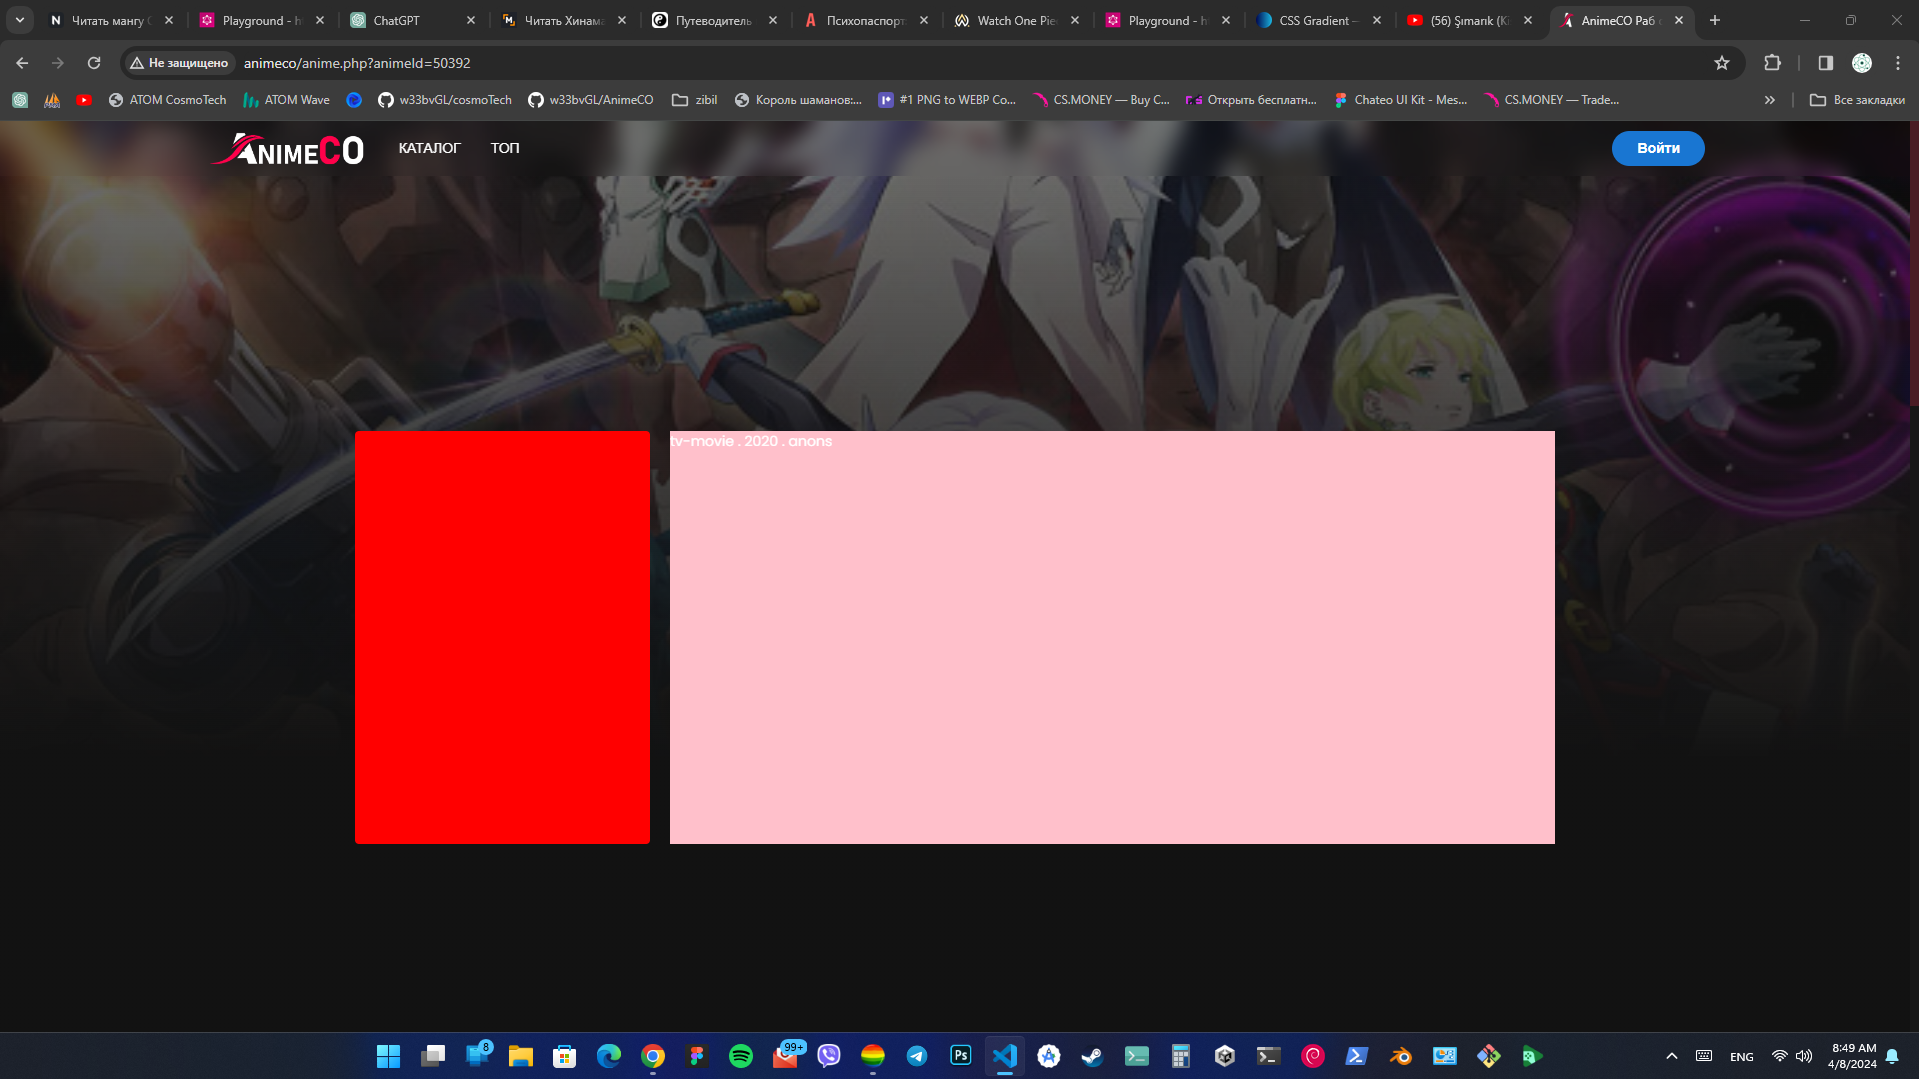 Читать мангу
Playground - h
ChatGPT
Читать Хинам
Путеводитель
Психопаспорт
Watch One Pie
Playground - h
CSS Gradient —
(56) Şımarık (Ki
AnimeCO Раб
Не защищено
animeco/anime.php?animeId=50392
ATOM CosmoTech
ATOM Wave
w33bvGL/cosmoTech
w33bvGL/AnimeCO
zibil
Король шаманов:...
#1 PNG to WEBP Co...
CS.MONEY — Buy C...
Открыть бесплатн...
Chateo UI Kit - Mes...
CS.MONEY — Trade...
Все закладки
ANIMECO
КАТАЛОГ
ТОП
Войти
tv-movie . 2020 . anons
8
99+
Ps
ENG
8:49 AM
4/8/2024